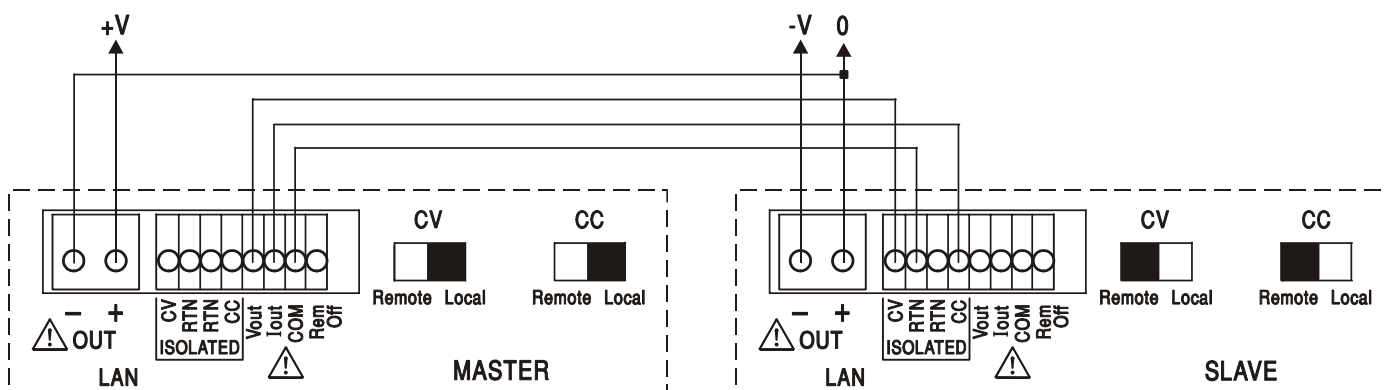 +V -V 0
CV CC CV CC
Remote Local Remote Local Remote Local Remote Local
− + CV RTN RTN CC Vout Iout COM Rem Off − + CV RTN RTN CC Vout Iout COM Rem Off
! OUT ISOLATED ! ! OUT ISOLATED !
LAN MASTER LAN SLAVE